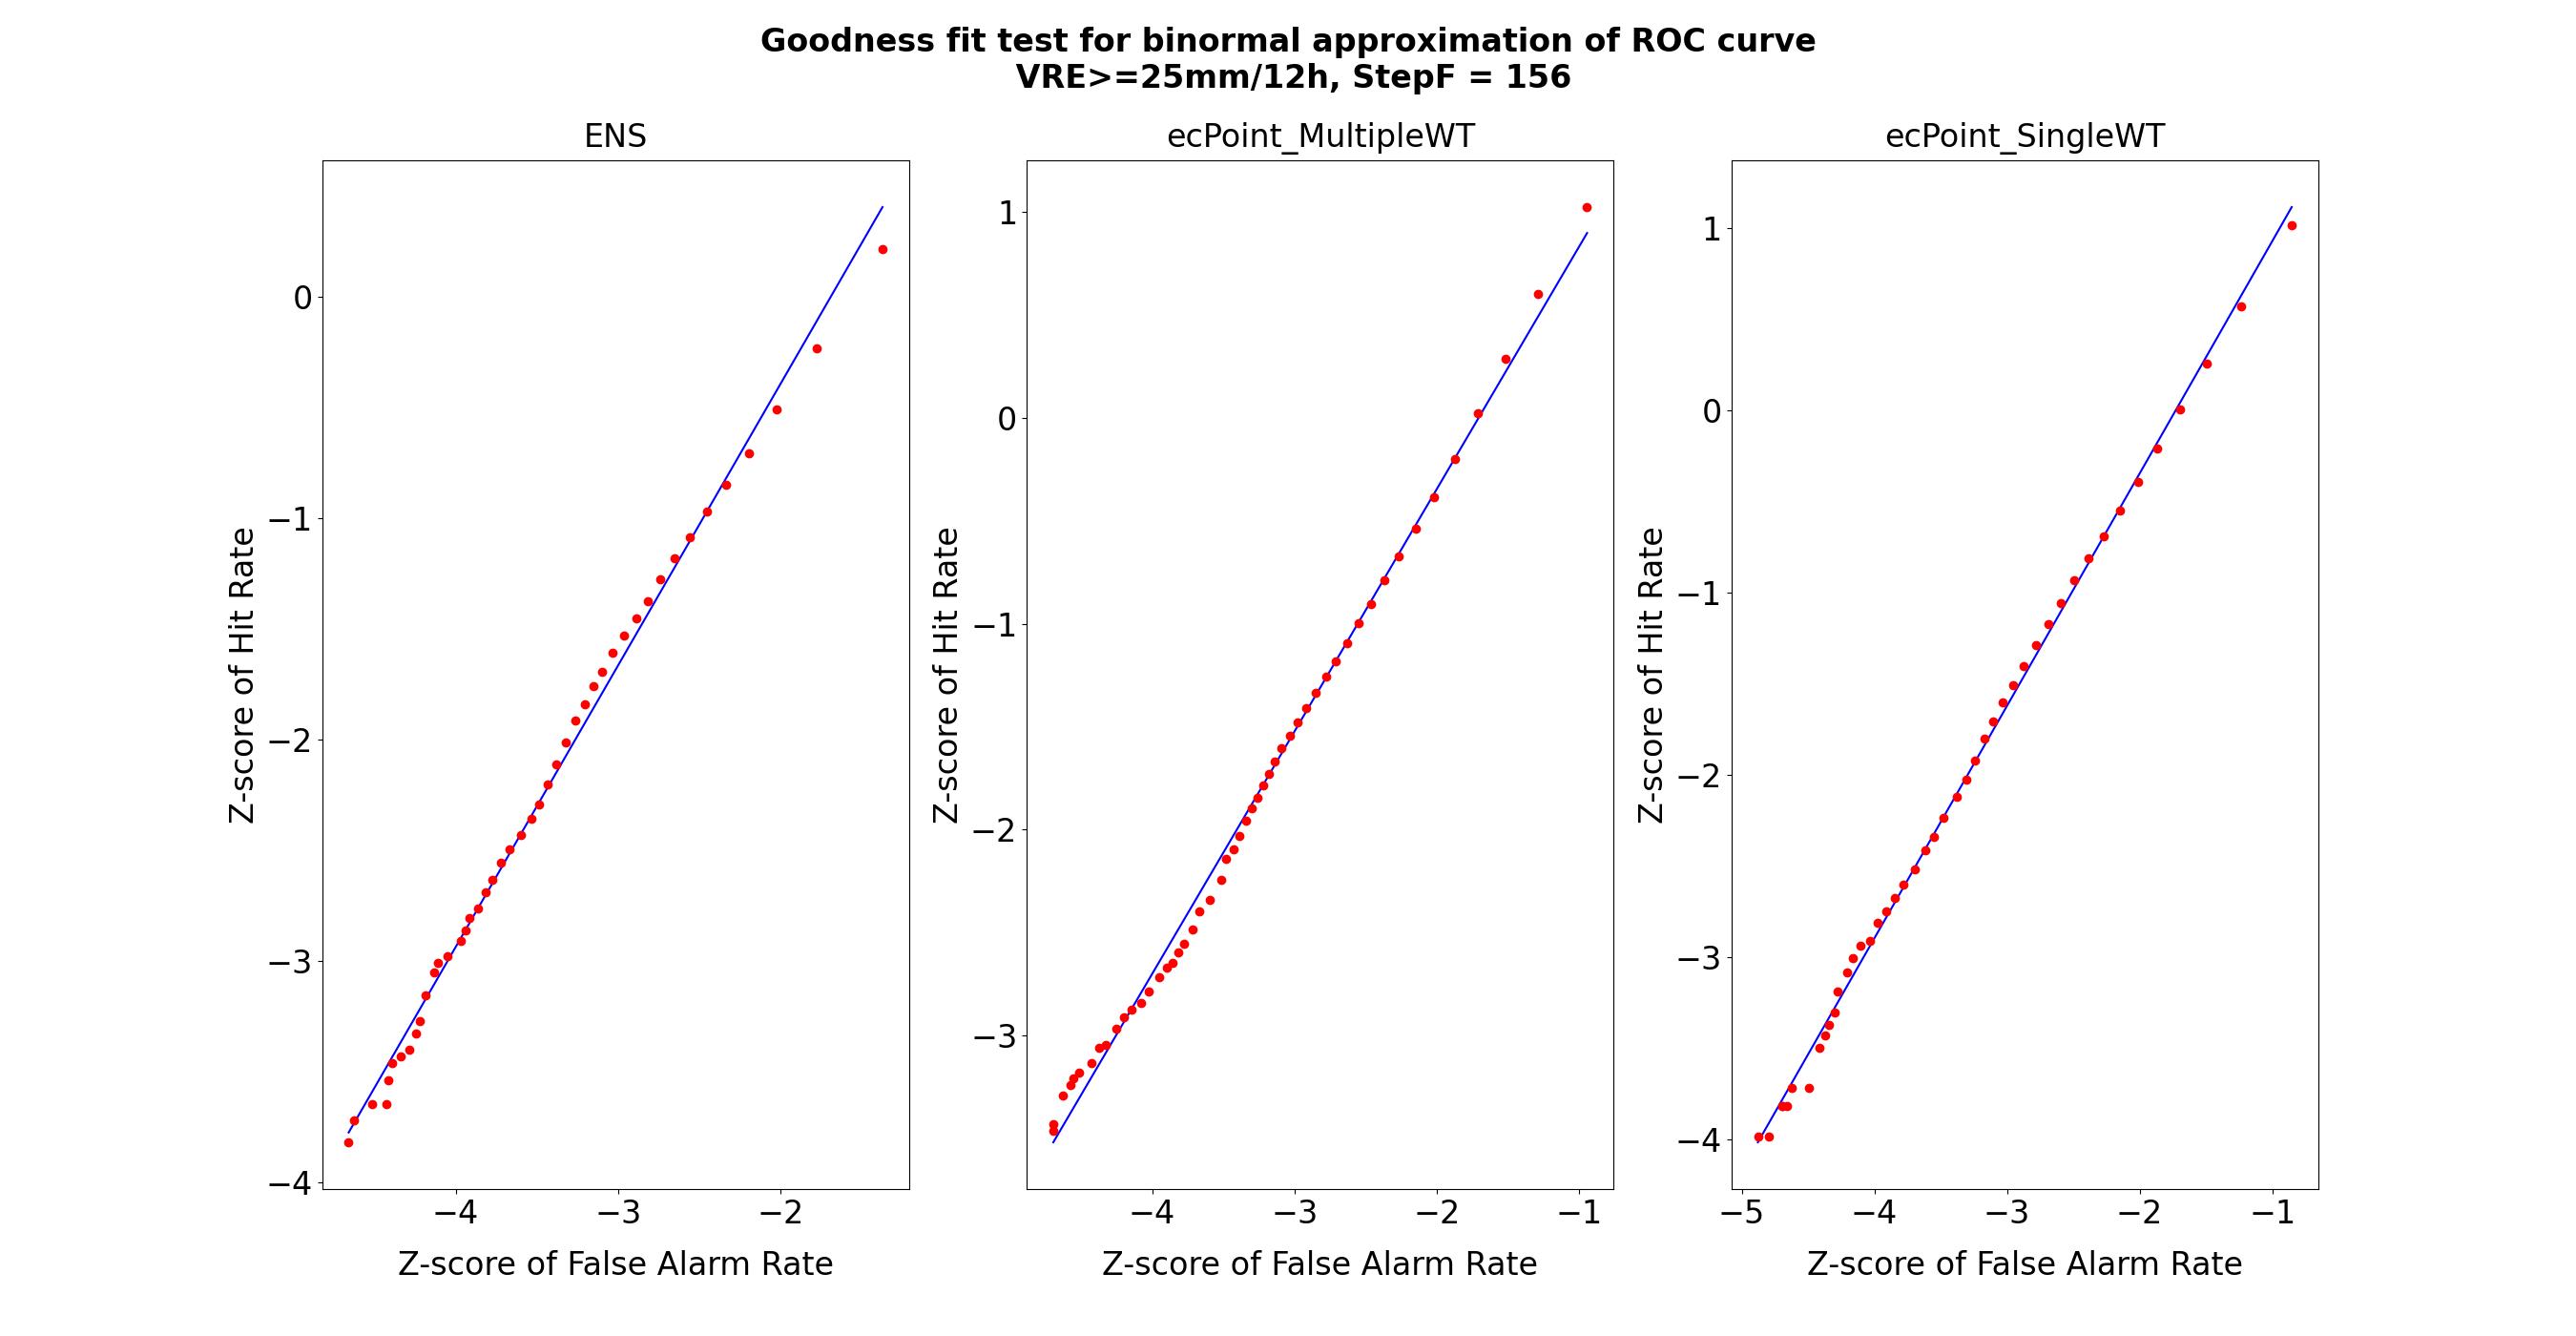 Goodness fit test for binormal approximation of ROC curve
VRE>=25mm/12h, StepF = 156
ENS
0
−1
−2
−3
−4
Z-score of Hit Rate
−4 −3 −2
Z-score of False Alarm Rate
ecPoint_MultipleWT
1
0
−1
−2
−3
Z-score of Hit Rate
−4 −3 −2 −1
Z-score of False Alarm Rate
ecPoint_SingleWT
1
0
−1
−2
−3
−4
Z-score of Hit Rate
−5 −4 −3 −2 −1
Z-score of False Alarm Rate